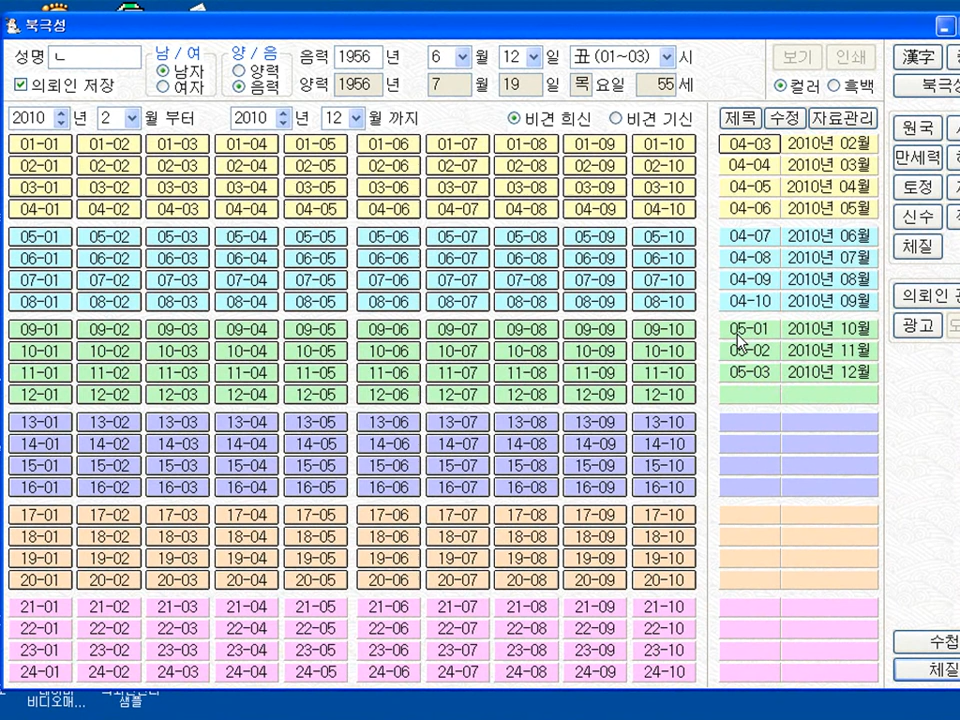 북극성
성명 ㄴ 남 / 여 양 / 음 음력 1956 년 6 월 12 일 丑 (01~03) 시 보기 인쇄 漢字
남자 양력
의뢰인 저장 여자 음력 양력 1956 년 7 월 19 일 목 요일 55 세 컬러 흑백
2010 년 2 월 부터 2010 년 12 월 까지 비견 희신 비견 기신 제목 수정 자료관리
01-01 01-02 01-03 01-04 01-05 01-06 01-07 01-08 01-09 01-10 04-03 2010년 02월 원국
02-01 02-02 02-03 02-04 02-05 02-06 02-07 02-08 02-09 02-10 04-04 2010년 03월 만세력
03-01 03-02 03-03 03-04 03-05 03-06 03-07 03-08 03-09 03-10 04-05 2010년 04월 토정
04-01 04-02 04-03 04-04 04-05 04-06 04-07 04-08 04-09 04-10 04-06 2010년 05월 신수
05-01 05-02 05-03 05-04 05-05 05-06 05-07 05-08 05-09 05-10 04-07 2010년 06월 체질
06-01 06-02 06-03 06-04 06-05 06-06 06-07 06-08 06-09 06-10 04-08 2010년 07월
07-01 07-02 07-03 07-04 07-05 07-06 07-07 07-08 07-09 07-10 04-09 2010년 08월
08-01 08-02 08-03 08-04 08-05 08-06 08-07 08-08 08-09 08-10 04-10 2010년 09월 의뢰인
09-01 09-02 09-03 09-04 09-05 09-06 09-07 09-08 09-09 09-10 05-01 2010년 10월 광고
10-01 10-02 10-03 10-04 10-05 10-06 10-07 10-08 10-09 10-10 05-02 2010년 11월
11-01 11-02 11-03 11-04 11-05 11-06 11-07 11-08 11-09 11-10 05-03 2010년 12월
12-01 12-02 12-03 12-04 12-05 12-06 12-07 12-08 12-09 12-10
13-01 13-02 13-03 13-04 13-05 13-06 13-07 13-08 13-09 13-10
14-01 14-02 14-03 14-04 14-05 14-06 14-07 14-08 14-09 14-10
15-01 15-02 15-03 15-04 15-05 15-06 15-07 15-08 15-09 15-10
16-01 16-02 16-03 16-04 16-05 16-06 16-07 16-08 16-09 16-10
17-01 17-02 17-03 17-04 17-05 17-06 17-07 17-08 17-09 17-10
18-01 18-02 18-03 18-04 18-05 18-06 18-07 18-08 18-09 18-10
19-01 19-02 19-03 19-04 19-05 19-06 19-07 19-08 19-09 19-10
20-01 20-02 20-03 20-04 20-05 20-06 20-07 20-08 20-09 20-10
21-01 21-02 21-03 21-04 21-05 21-06 21-07 21-08 21-09 21-10
22-01 22-02 22-03 22-04 22-05 22-06 22-07 22-08 22-09 22-10
23-01 23-02 23-03 23-04 23-05 23-06 23-07 23-08 23-09 23-10 수첩
24-01 24-02 24-03 24-04 24-05 24-06 24-07 24-08 24-09 24-10 체질
비디오매... 샘플